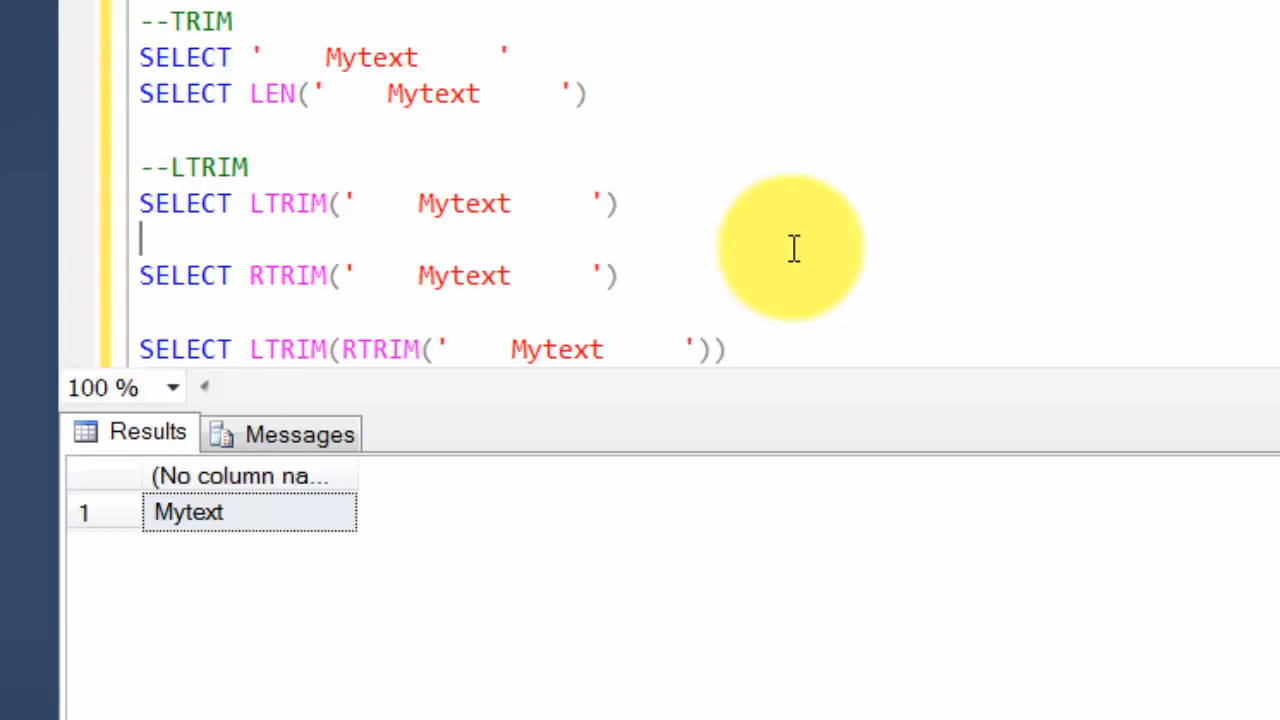 --TRIM
SELECT '    Mytext     '
SELECT LEN('    Mytext     ')
--LTRIM
SELECT LTRIM('    Mytext     ')
SELECT RTRIM('    Mytext     ')
SELECT LTRIM(RTRIM('    Mytext     '))
100 %
Results Messages
(No column na...
1 Mytext